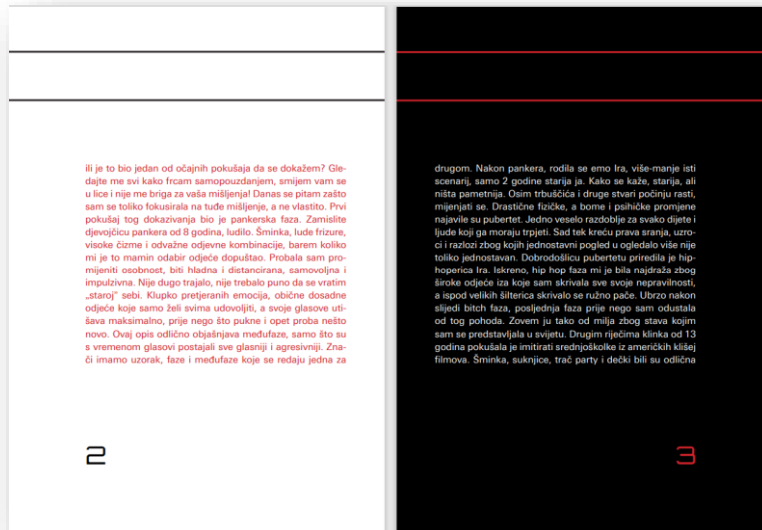 ili je to bio jedan od očajnih pokušaja da se dokažem? Gle-
dajte me svi kako frcam samopouzdanjem, smijem vam se
u lice i nije me briga za vaša mišljenja! Danas se pitam zašto
sam se toliko fokusirala na tuđe mišljenje, a ne vlastito. Prvi
pokušaj tog dokazivanja bio je pankerska faza. Zamislite
djevojčicu pankera od 8 godina, ludilo. Šminka, lude frizure,
visoke čizme i odvažne odjevne kombinacije, barem koliko
mi je to mamin odabir odjeće dopuštao. Probala sam pro-
mijeniti osobnost, biti hladna i distancirana, samovoljna i
impulzivna. Nije dugo trajalo, nije trebalo puno da se vratim
„staroj” sebi. Klupko pretjeranih emocija, obične dosadne
odjeće koje samo želi svima udovoljiti, a svoje glasove uti-
šava maksimalno, prije nego što pukne i opet proba nešto
novo. Ovaj opis odlično objašnjava međufaze, samo što su
s vremenom glasovi postajali sve glasniji i agresivniji. Zna-
či imamo uzorak, faze i međufaze koje se redaju jedna za
2
drugom. Nakon pankera, rodila se emo Ira, više-manje isti
scenarij, samo 2 godine starija ja. Kako se kaže, starija, ali
ništa pametnija. Osim trbuščića i druge stvari počinju rasti,
mijenjati se. Drastične fizičke, a bome i psihičke promjene
najavile su pubertet. Jedno veselo razdoblje za svako dijete i
ljude koji ga moraju trpjeti. Sad tek kreću prava sranja, uzro-
ci i razlozi zbog kojih jednostavni pogled u ogledalo više nije
toliko jednostavan. Dobrodošlicu pubertetu priredila je hip-
hoperica Ira. Iskreno, hip hop faza mi je bila najdraža zbog
široke odjeće iza koje sam skrivala sve svoje nepravilnosti,
a ispod velikih šilterica skrivalo se ružno pače. Ubrzo nakon
slijedi bitch faza, posljednja faza prije nego sam odustala
od tog pohoda. Zovem ju tako od milja zbog stava kojim
sam se predstavljala u svijetu. Drugim riječima klinka od 13
godina pokušala je imitirati srednjoškolke iz američkih klišej
filmova. Šminka, suknjice, trač party i dečki bili su odlična
3